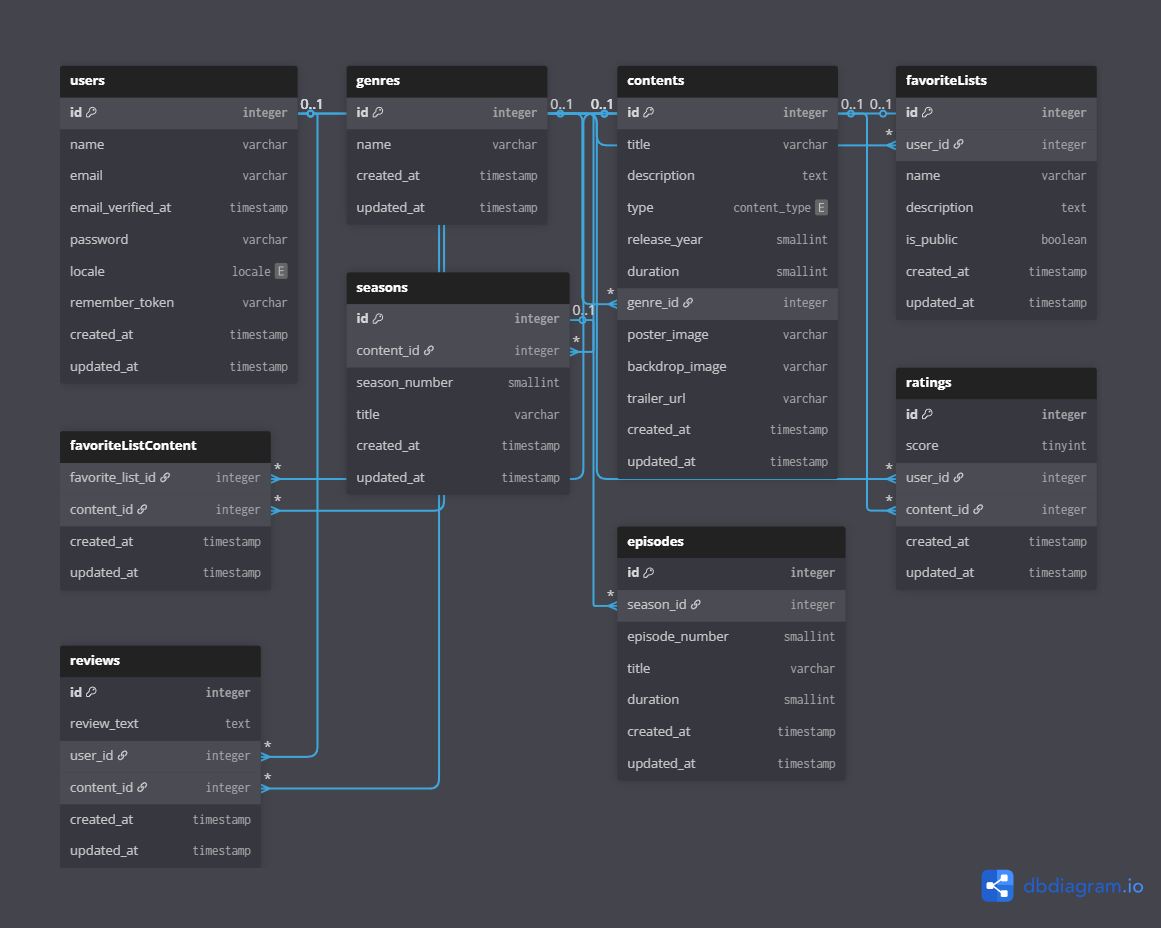 users
id integer
name varchar
email varchar
email_verified_at timestamp
password varchar
locale locale E
remember_token varchar
created_at timestamp
updated_at timestamp
0..1
genres
id integer
name varchar
created_at timestamp
updated_at timestamp
0..1
0..1
contents
id integer
title varchar
description text
type content_type E
release_year smallint
duration smallint
* genre_id integer
poster_image varchar
backdrop_image varchar
trailer_url varchar
created_at timestamp
updated_at timestamp
0..1
0..1
favoriteLists
id integer
* user_id integer
name varchar
description text
is_public boolean
created_at timestamp
updated_at timestamp
seasons
id integer 0..1
content_id integer *
season_number smallint
title varchar
created_at timestamp
updated_at timestamp
ratings
id integer
score tinyint
* user_id integer
* content_id integer
created_at timestamp
updated_at timestamp
favoriteListContent
favorite_list_id integer *
content_id integer *
created_at timestamp
updated_at timestamp
episodes
id integer
* season_id integer
episode_number smallint
title varchar
duration smallint
created_at timestamp
updated_at timestamp
reviews
id integer
review_text text
user_id integer *
content_id integer *
created_at timestamp
updated_at timestamp
dbdiagram.io